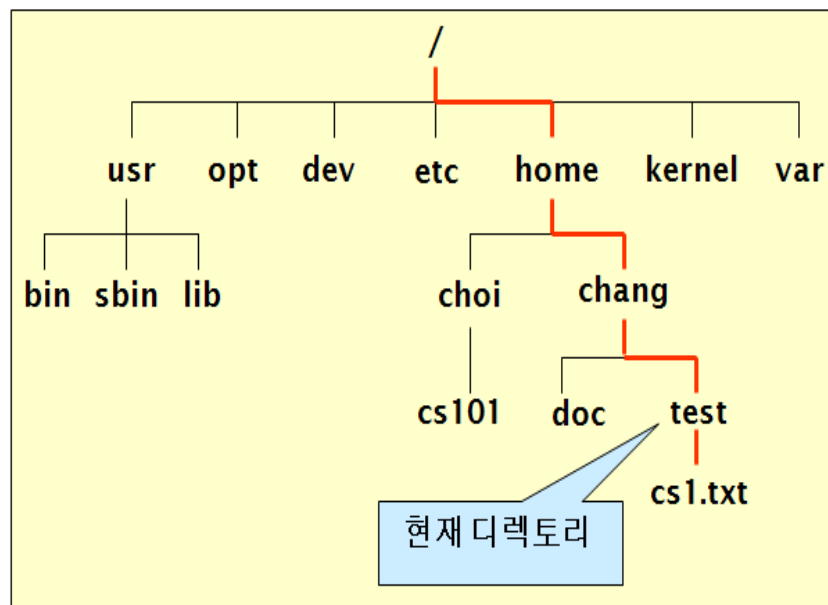 /
usr opt dev etc home kernel var
bin sbin lib choi chang
cs101 doc test
cs1.txt
현재 디렉토리